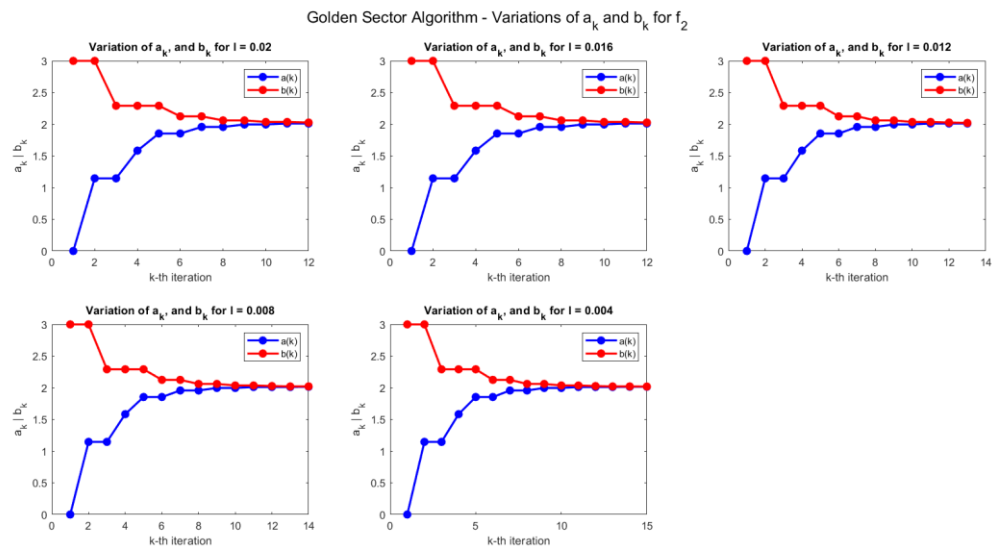 Golden Sector Algorithm - Variations of a_k and b_k for f_2
Variation of a_k, and b_k for l = 0.02
3
2.5
2
1.5
1
0.5
0
a_k | b_k
a(k)
b(k)
0 2 4 6 8 10 12
k-th iteration
Variation of a_k, and b_k for l = 0.016
3
2.5
2
1.5
1
0.5
0
a_k | b_k
a(k)
b(k)
0 2 4 6 8 10 12
k-th iteration
Variation of a_k, and b_k for l = 0.012
3
2.5
2
1.5
1
0.5
0
a_k | b_k
a(k)
b(k)
0 2 4 6 8 10 12 14
k-th iteration
Variation of a_k, and b_k for l = 0.008
3
2.5
2
1.5
1
0.5
0
a_k | b_k
a(k)
b(k)
0 2 4 6 8 10 12 14
k-th iteration
Variation of a_k, and b_k for l = 0.004
3
2.5
2
1.5
1
0.5
0
a_k | b_k
a(k)
b(k)
0 5 10 15
k-th iteration